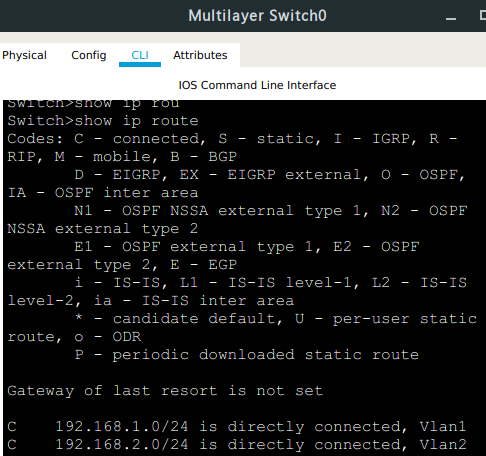 Multilayer Switch0
Physical Config CLI Attributes
IOS Command Line Interface
Switch>show ip rou
Switch>show ip route
Codes: C - connected, S - static, I - IGRP, R -
RIP, M - mobile, B - BGP
D - EIGRP, EX - EIGRP external, O - OSPF,
IA - OSPF inter area
N1 - OSPF NSSA external type 1, N2 - OSPF
NSSA external type 2
E1 - OSPF external type 1, E2 - OSPF
external type 2, E - EGP
i - IS-IS, L1 - IS-IS level-1, L2 - IS-IS
level-2, ia - IS-IS inter area
* - candidate default, U - per-user static
route, o - ODR
P - periodic downloaded static route
Gateway of last resort is not set
C 192.168.1.0/24 is directly connected, Vlan1
C 192.168.2.0/24 is directly connected, Vlan2